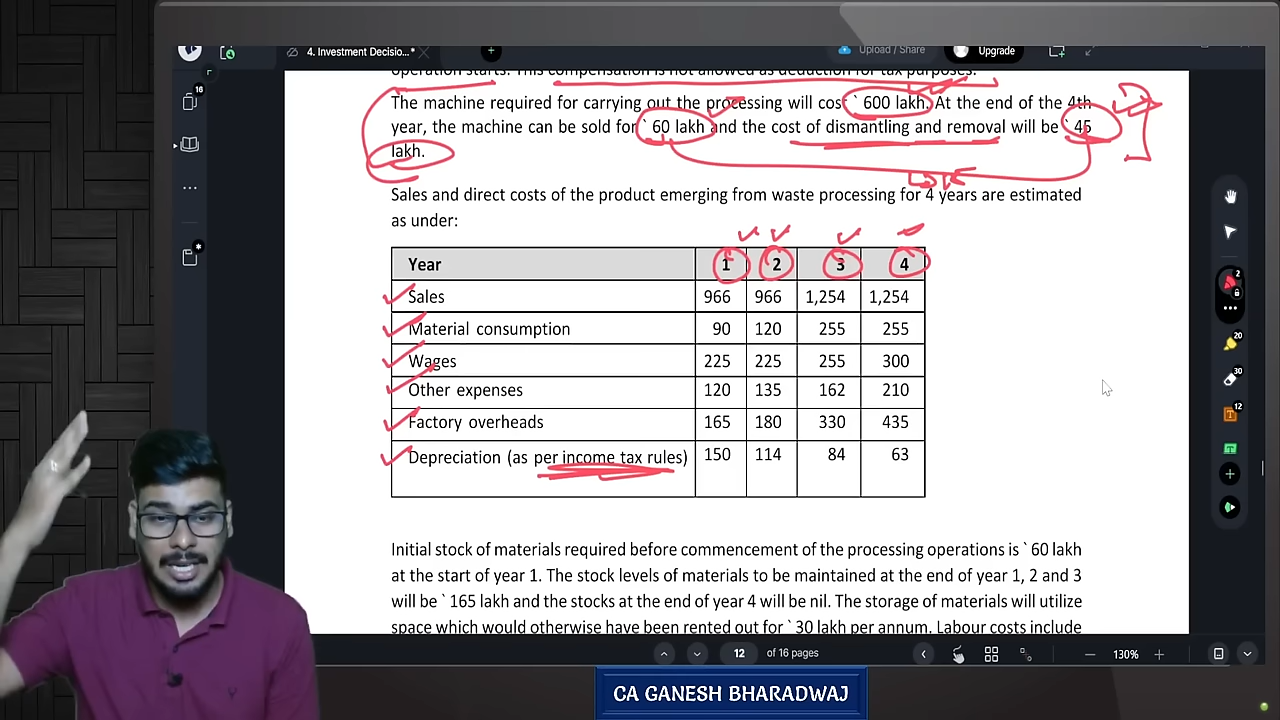 4. Investment Decisio...*
Upload / Share
Upgrade
operation starts. This compensation is not allowed as deduction for tax purposes.
The machine required for carrying out the processing will cost ` 600 lakh. At the end of the 4th
year, the machine can be sold for ` 60 lakh and the cost of dismantling and removal will be ` 45
lakh.
Sales and direct costs of the product emerging from waste processing for 4 years are estimated
as under:
Year 1 2 3 4
Sales 966 966 1,254 1,254
Material consumption 90 120 255 255
Wages 225 225 255 300
Other expenses 120 135 162 210
Factory overheads 165 180 330 435
Depreciation (as per income tax rules) 150 114 84 63
Initial stock of materials required before commencement of the processing operations is ` 60 lakh
at the start of year 1. The stock levels of materials to be maintained at the end of year 1, 2 and 3
will be ` 165 lakh and the stocks at the end of year 4 will be nil. The storage of materials will utilize
space which would otherwise have been rented out for ` 30 lakh per annum. Labour costs include
16
2
20
30
12
12 of 16 pages
130%
CA GANESH BHARADWAJ